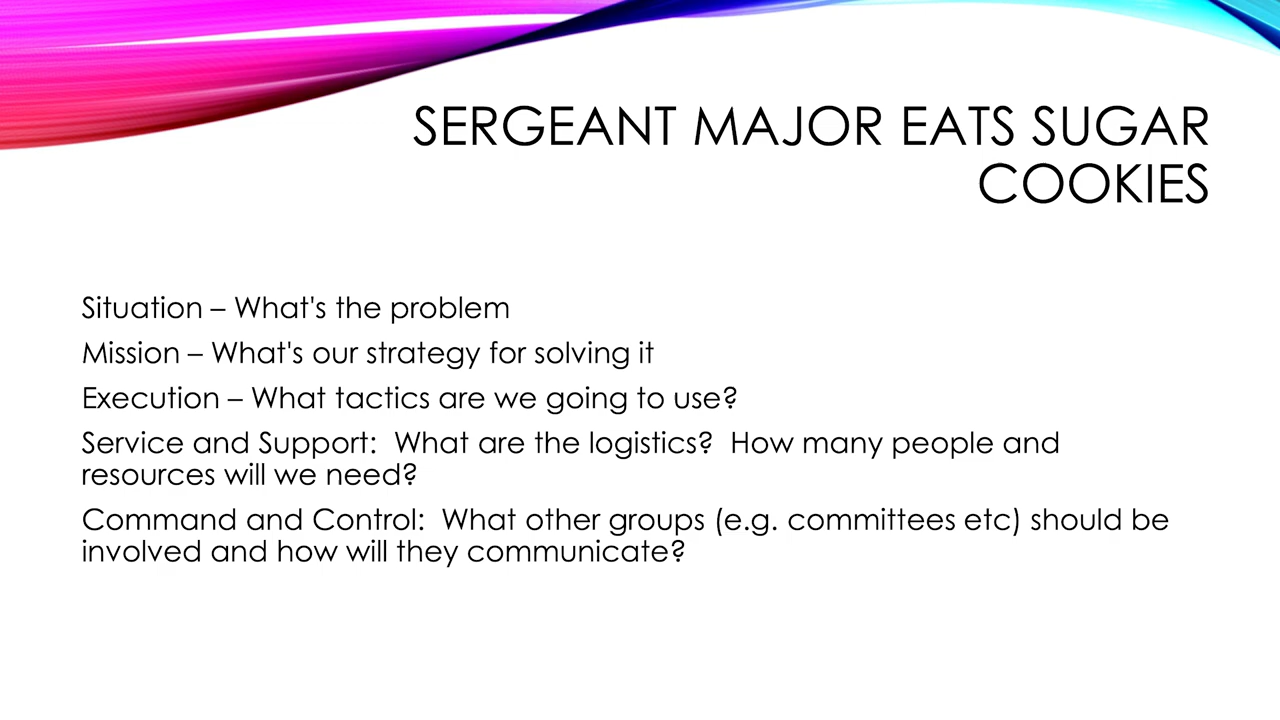 SERGEANT MAJOR EATS SUGAR
COOKIES
Situation – What's the problem
Mission – What's our strategy for solving it
Execution – What tactics are we going to use?
Service and Support:  What are the logistics?  How many people and
resources will we need?
Command and Control:  What other groups (e.g. committees etc) should be
involved and how will they communicate?